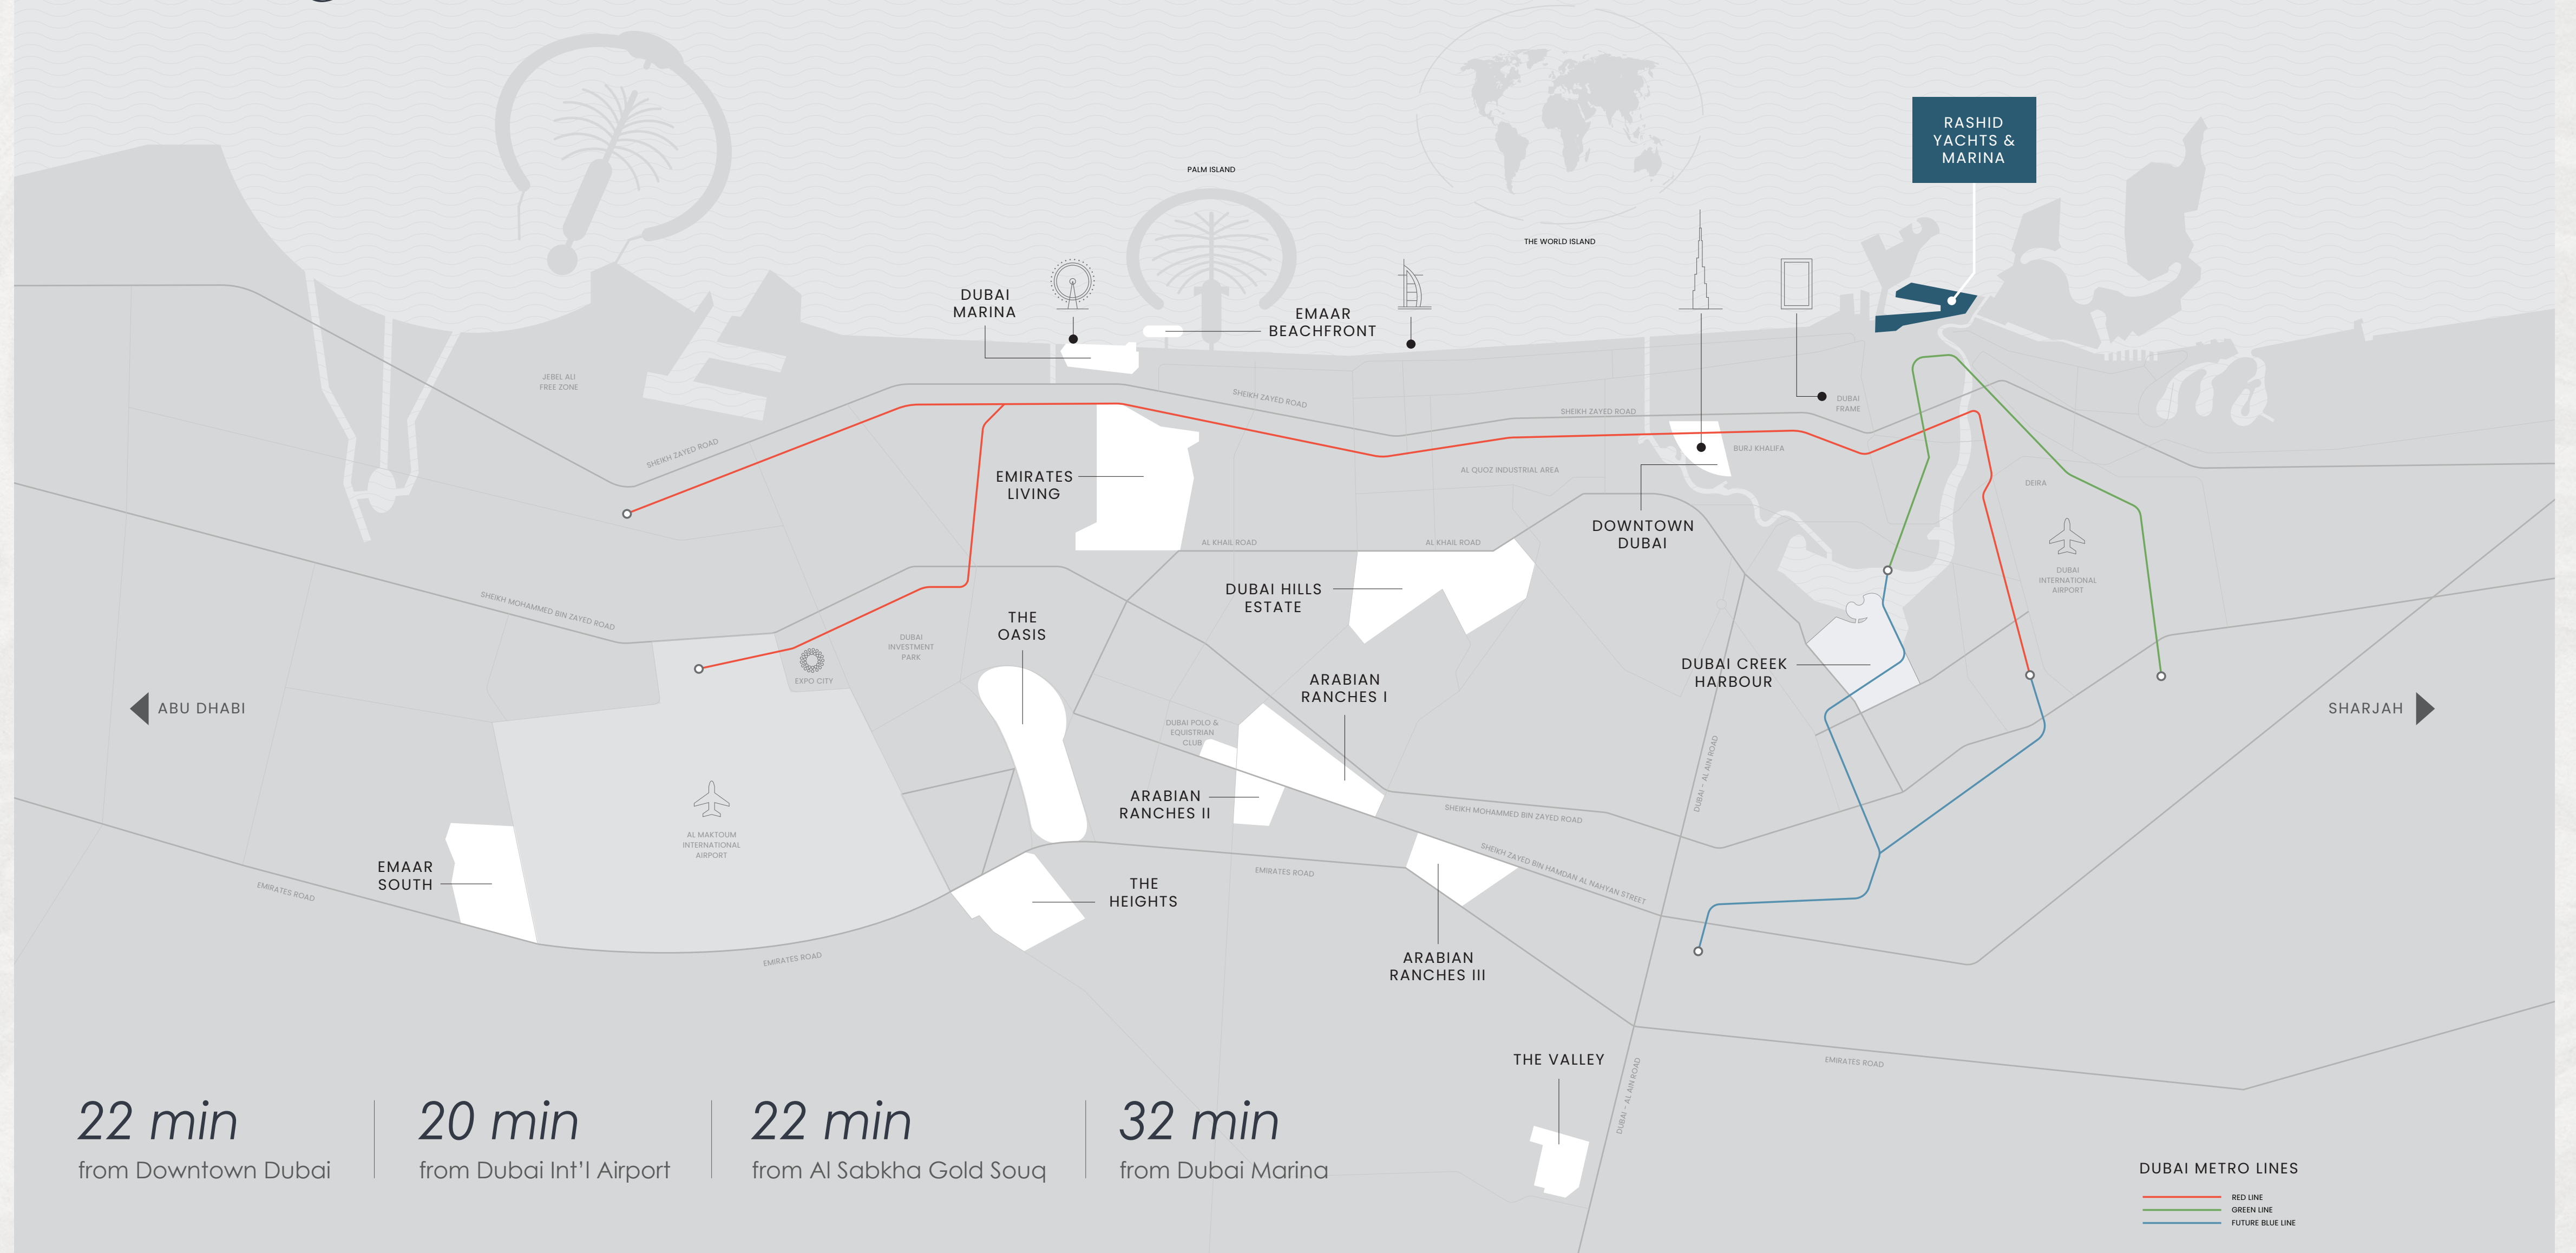 RASHID
YACHTS &
MARINA
PALM ISLAND
THE WORLD ISLAND
DUBAI
MARINA
EMAAR
BEACHFRONT
JEBEL ALI
FREE ZONE
SHEIKH ZAYED ROAD
SHEIKH ZAYED ROAD
SHEIKH ZAYED ROAD
DUBAI
FRAME
BURJ KHALIFA
AL QUOZ INDUSTRIAL AREA
EMIRATES
LIVING
DEIRA
DOWNTOWN
DUBAI
AL KHAIL ROAD
AL KHAIL ROAD
DUBAI
INTERNATIONAL
AIRPORT
SHEIKH MOHAMMED BIN ZAYED ROAD
DUBAI HILLS
ESTATE
THE
OASIS
DUBAI
INVESTMENT
PARK
EXPO CITY
DUBAI CREEK
HARBOUR
ARABIAN
RANCHES I
ABU DHABI
SHARJAH
DUBAI POLO &
EQUESTRIAN
CLUB
DUBAI - AL AIN ROAD
ARABIAN
RANCHES II
SHEIKH MOHAMMED BIN ZAYED ROAD
AL MAKTOUM
INTERNATIONAL
AIRPORT
SHEIKH ZAYED BIN HAMDAN AL NAHYAN STREET
EMAAR
SOUTH
EMIRATES ROAD
EMIRATES ROAD
THE
HEIGHTS
EMIRATES ROAD
ARABIAN
RANCHES III
THE VALLEY
EMIRATES ROAD
DUBAI - AL AIN ROAD
22 min
from Downtown Dubai
20 min
from Dubai Int'l Airport
22 min
from Al Sabkha Gold Souq
32 min
from Dubai Marina
DUBAI METRO LINES
RED LINE
GREEN LINE
FUTURE BLUE LINE